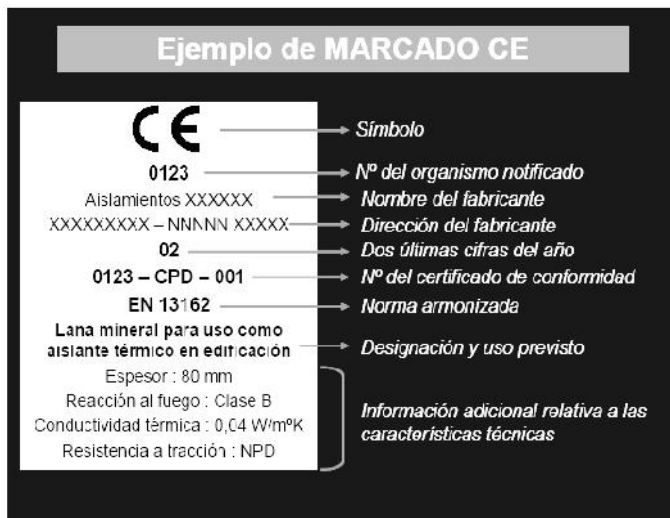 Ejemplo de MARCADO CE
CE
Símbolo
0123
Nº del organismo notificado
Aislamientos XXXXXX
Nombre del fabricante
XXXXXXXXX – NNNNN XXXXX
Dirección del fabricante
02
Dos últimas cifras del año
0123 – CPD – 001
Nº del certificado de conformidad
EN 13162
Norma armonizada
Lana mineral para uso como
aislante térmico en edificación
Designación y uso previsto
Espesor : 80 mm
Reacción al fuego : Clase B
Conductividad térmica : 0,04 W/mºK
Resistencia a tracción : NPD
Información adicional relativa a las
características técnicas